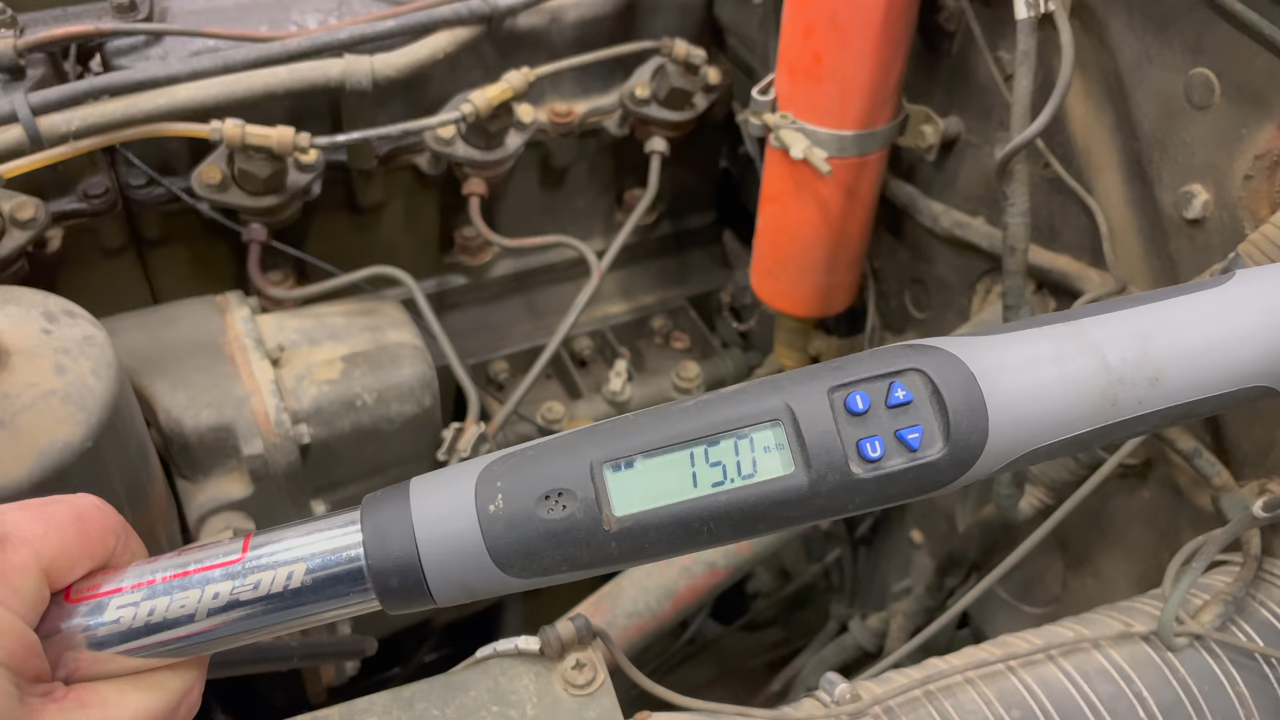 15.0 ft-lb
I +
U −
Snap-on®